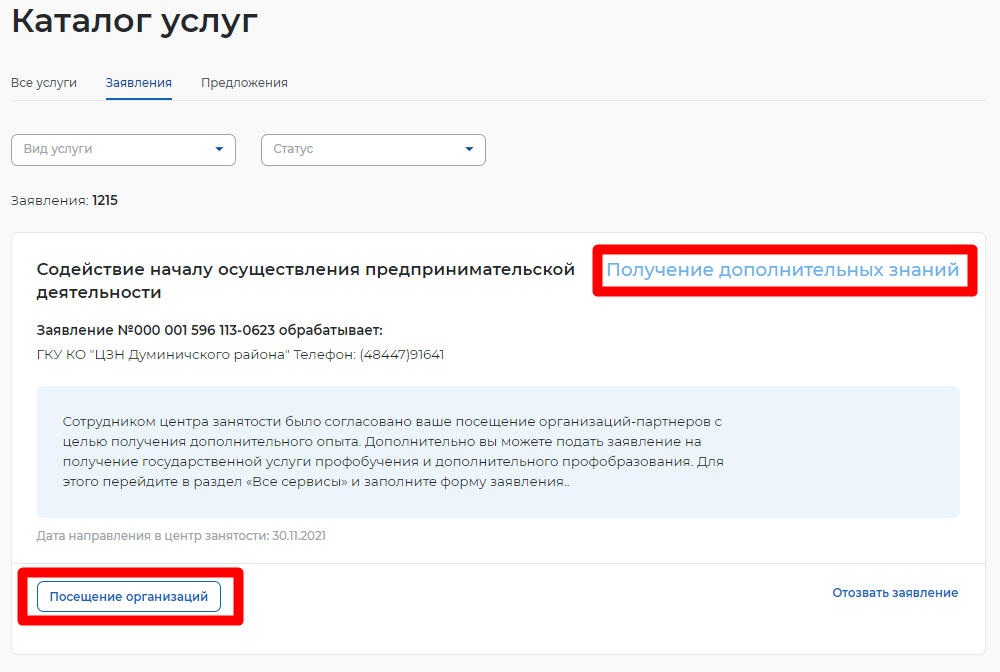 Каталог услуг
Все услуги Заявления Предложения
Вид услуги Статус
Заявления: 1215
Содействие началу осуществления предпринимательской
деятельности
Получение дополнительных знаний
Заявление №000 001 596 113-0623 обрабатывает:
ГКУ КО "ЦЗН Думиничского района" Телефон: (48447)91641
Сотрудником центра занятости было согласовано ваше посещение организаций-партнеров с
целью получения дополнительного опыта. Дополнительно вы можете подать заявление на
получение государственной услуги профобучения и дополнительного профобразования. Для
этого перейдите в раздел «Все сервисы» и заполните форму заявления..
Дата направления в центр занятости: 30.11.2021
Посещение организаций Отозвать заявление